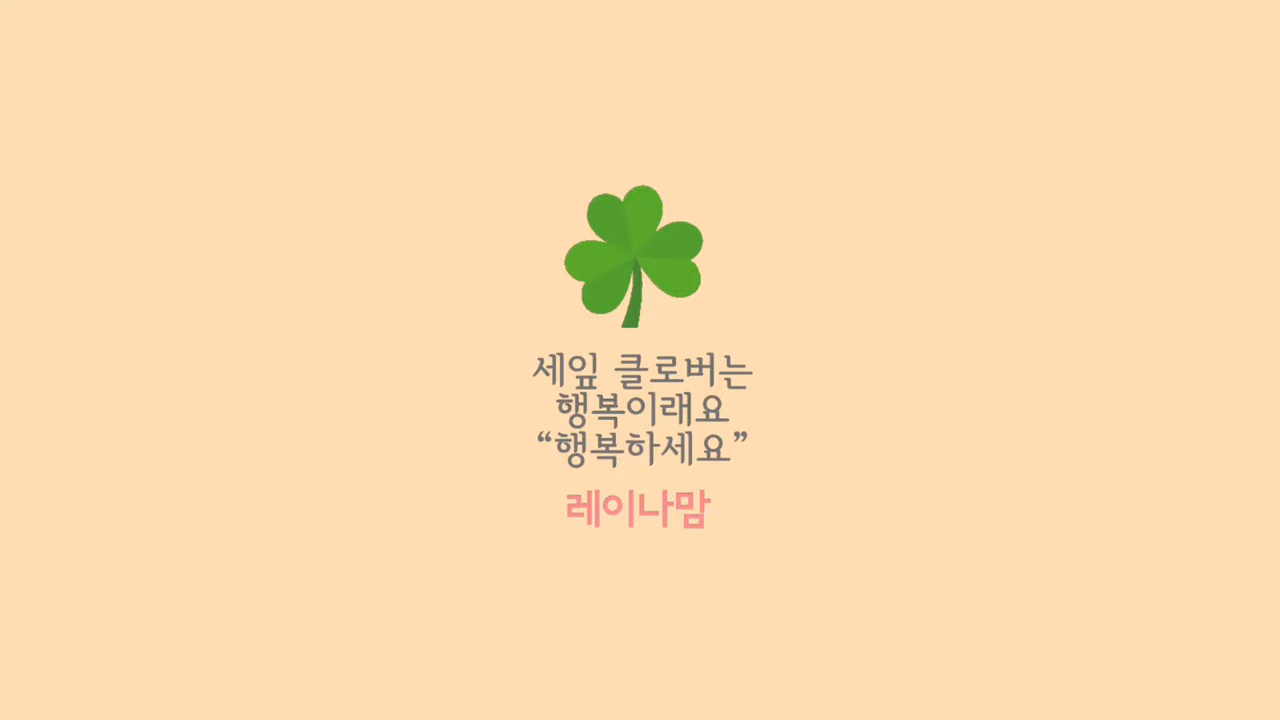 세잎 클로버는
행복이래요
“행복하세요”
레이나맘